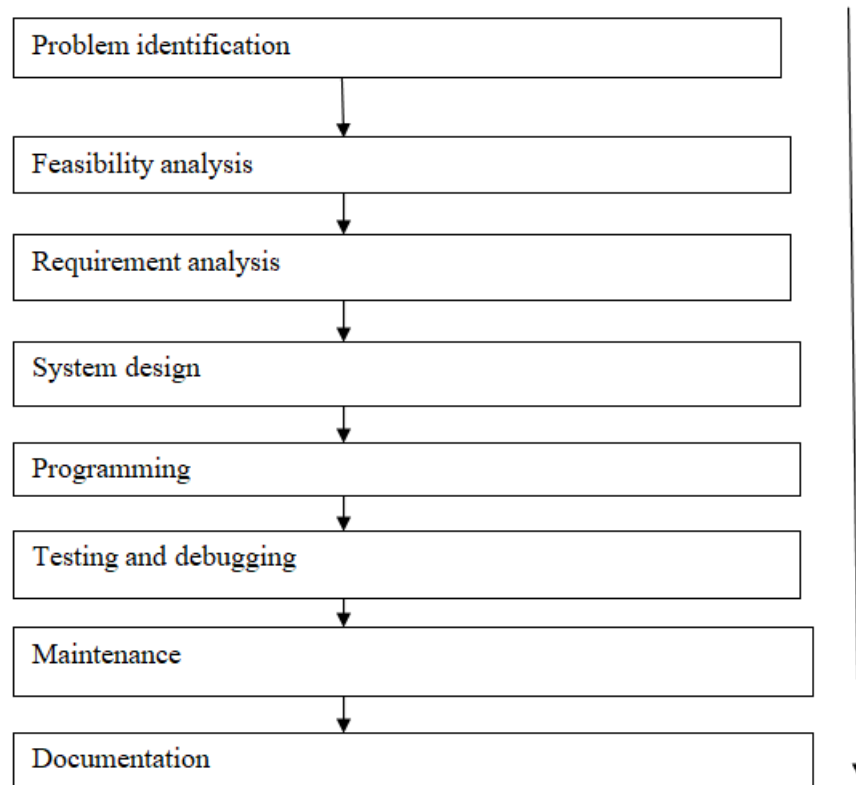 Problem identification
Feasibility analysis
Requirement analysis
System design
Programming
Testing and debugging
Maintenance
Documentation